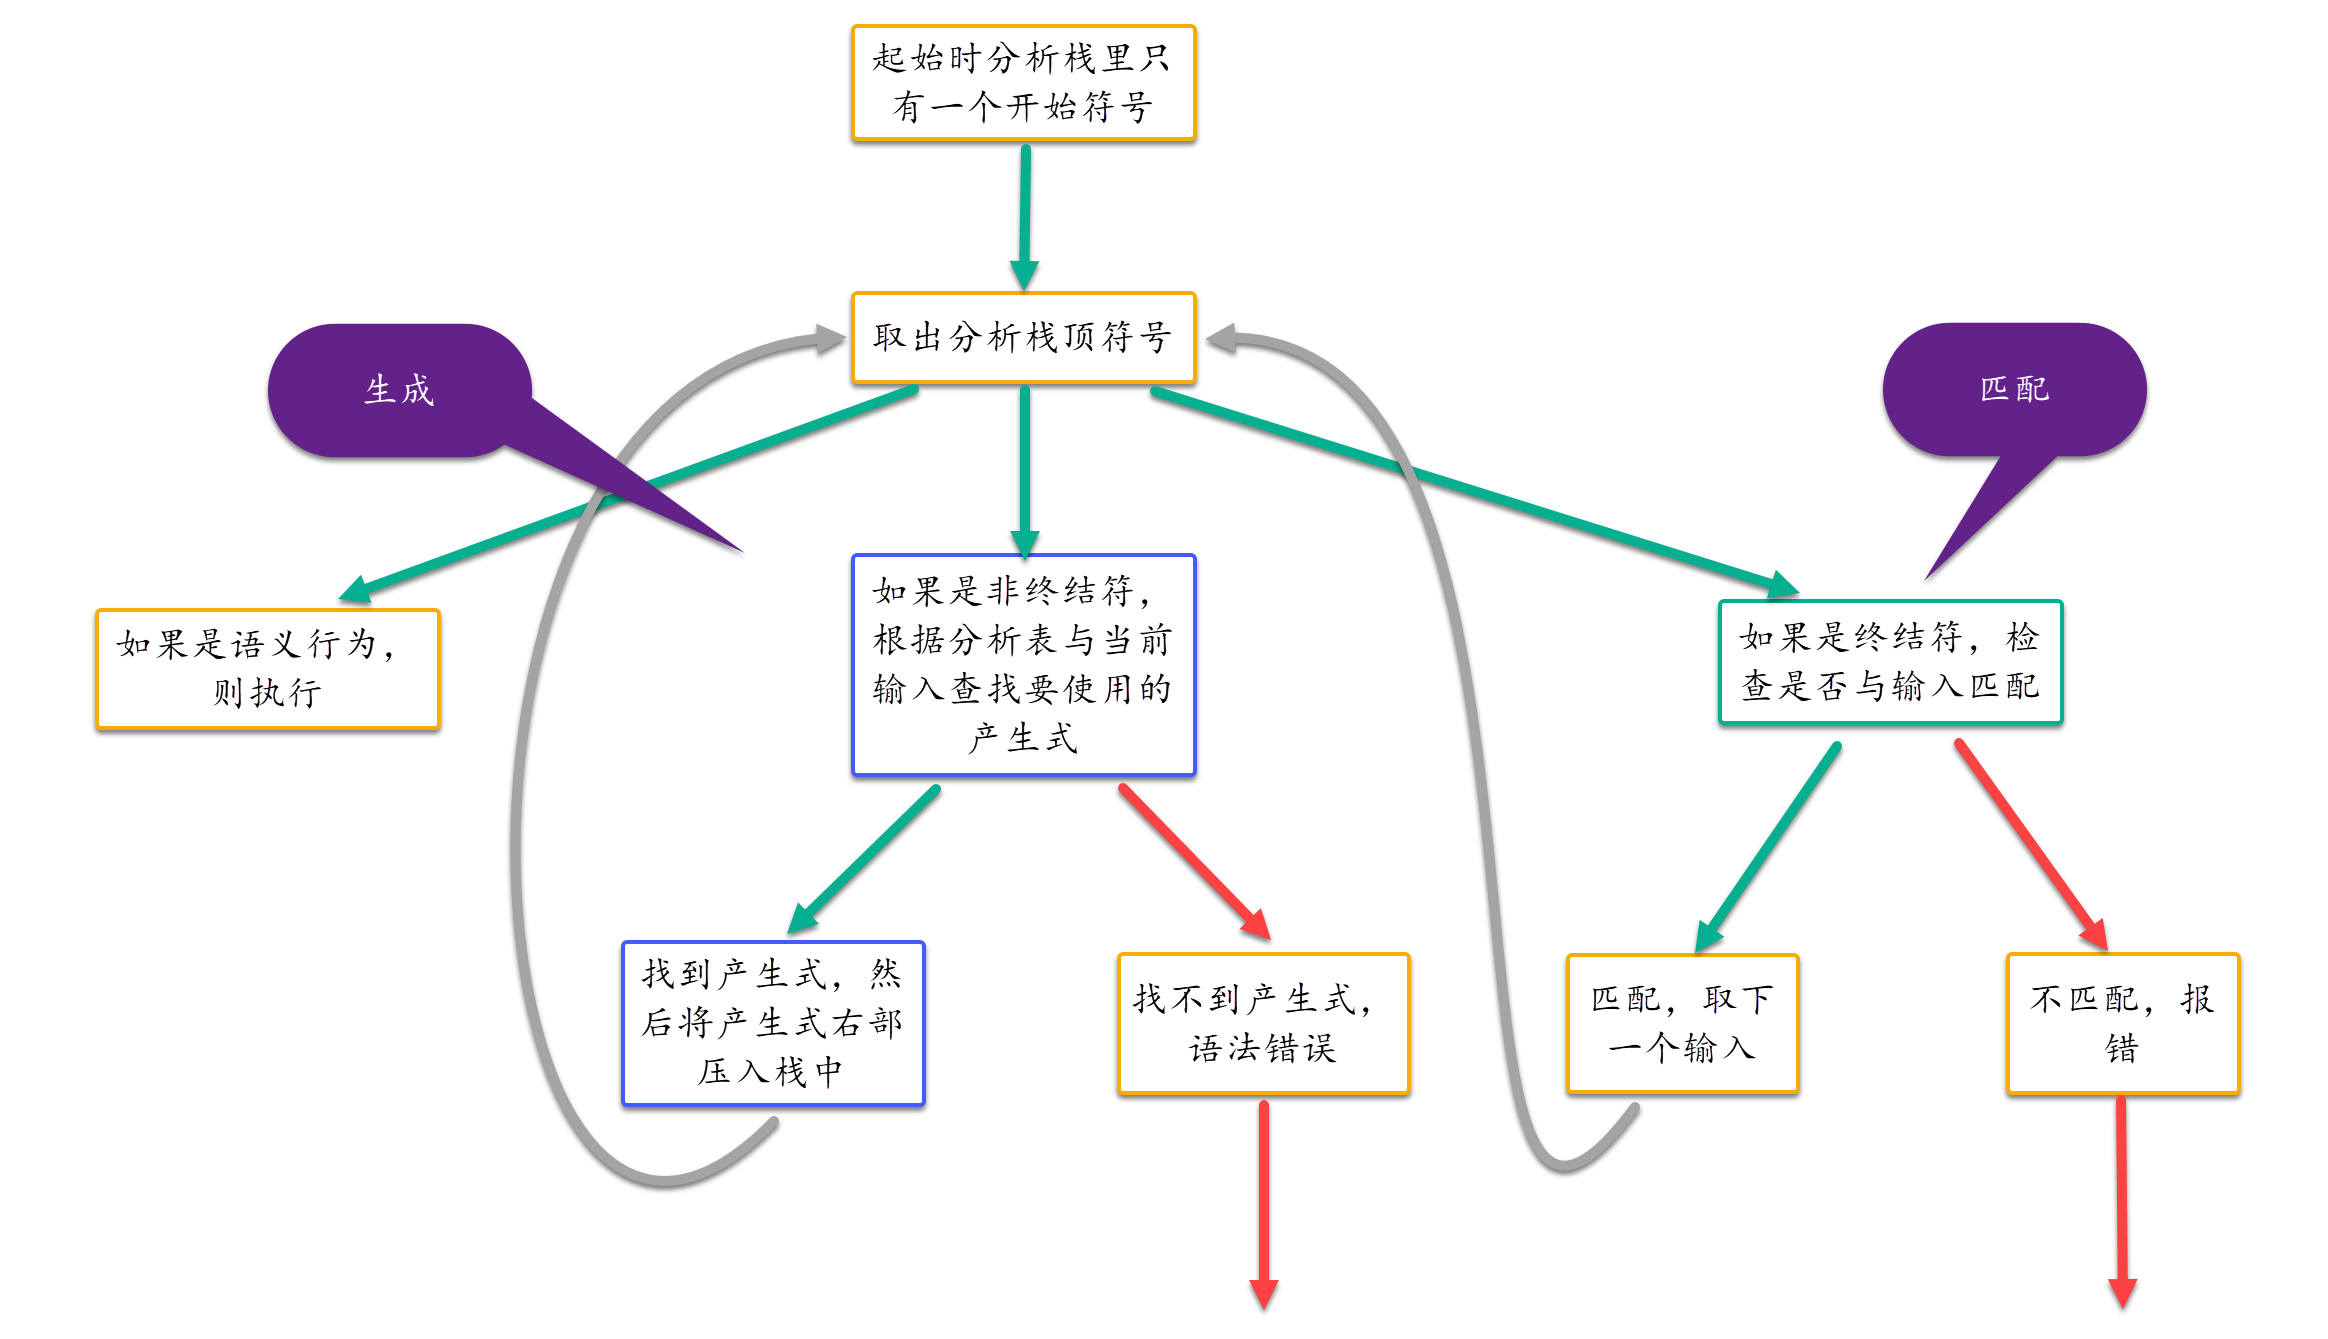 起始时分析栈里只
有一个开始符号
取出分析栈顶符号
生成
匹配
如果是语义行为，
则执行
如果是非终结符，
根据分析表与当前
输入查找要使用的
产生式
如果是终结符，检
查是否与输入匹配
找到产生式，然
后将产生式右部
压入栈中
找不到产生式，
语法错误
匹配，取下
一个输入
不匹配，报
错